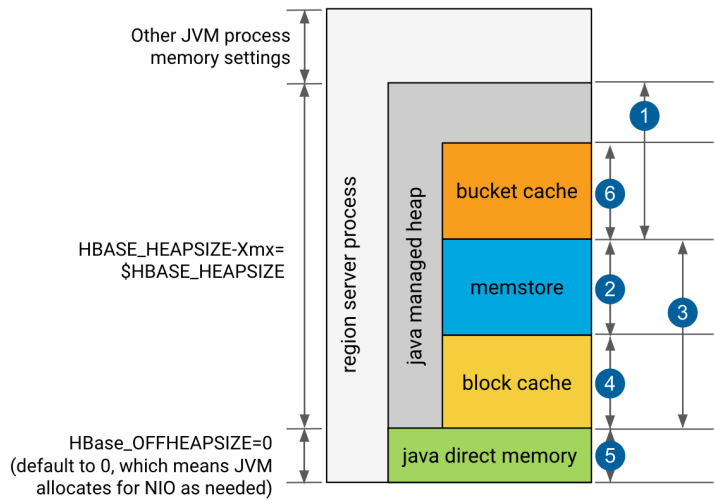 Other JVM process
memory settings
HBASE_HEAPSIZE-Xmx=
$HBASE_HEAPSIZE
HBase_OFFHEAPSIZE=0
(default to 0, which means JVM
allocates for NIO as needed)
region server process
java managed heap
bucket cache
memstore
block cache
java direct memory
1
6
2
3
4
5